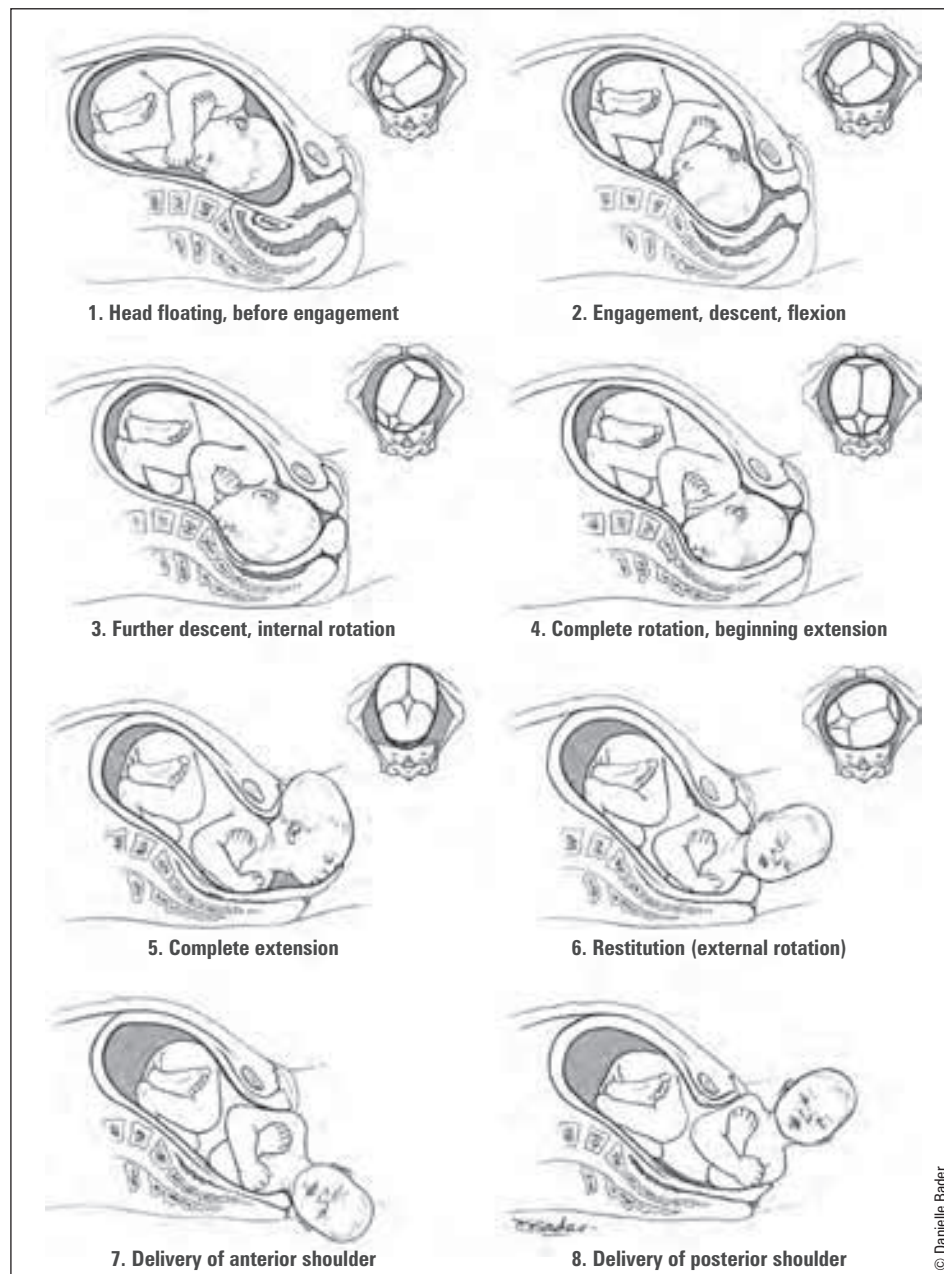 1. Head floating, before engagement
2. Engagement, descent, flexion
3. Further descent, internal rotation
4. Complete rotation, beginning extension
5. Complete extension
6. Restitution (external rotation)
7. Delivery of anterior shoulder
8. Delivery of posterior shoulder
© Danielle Bader